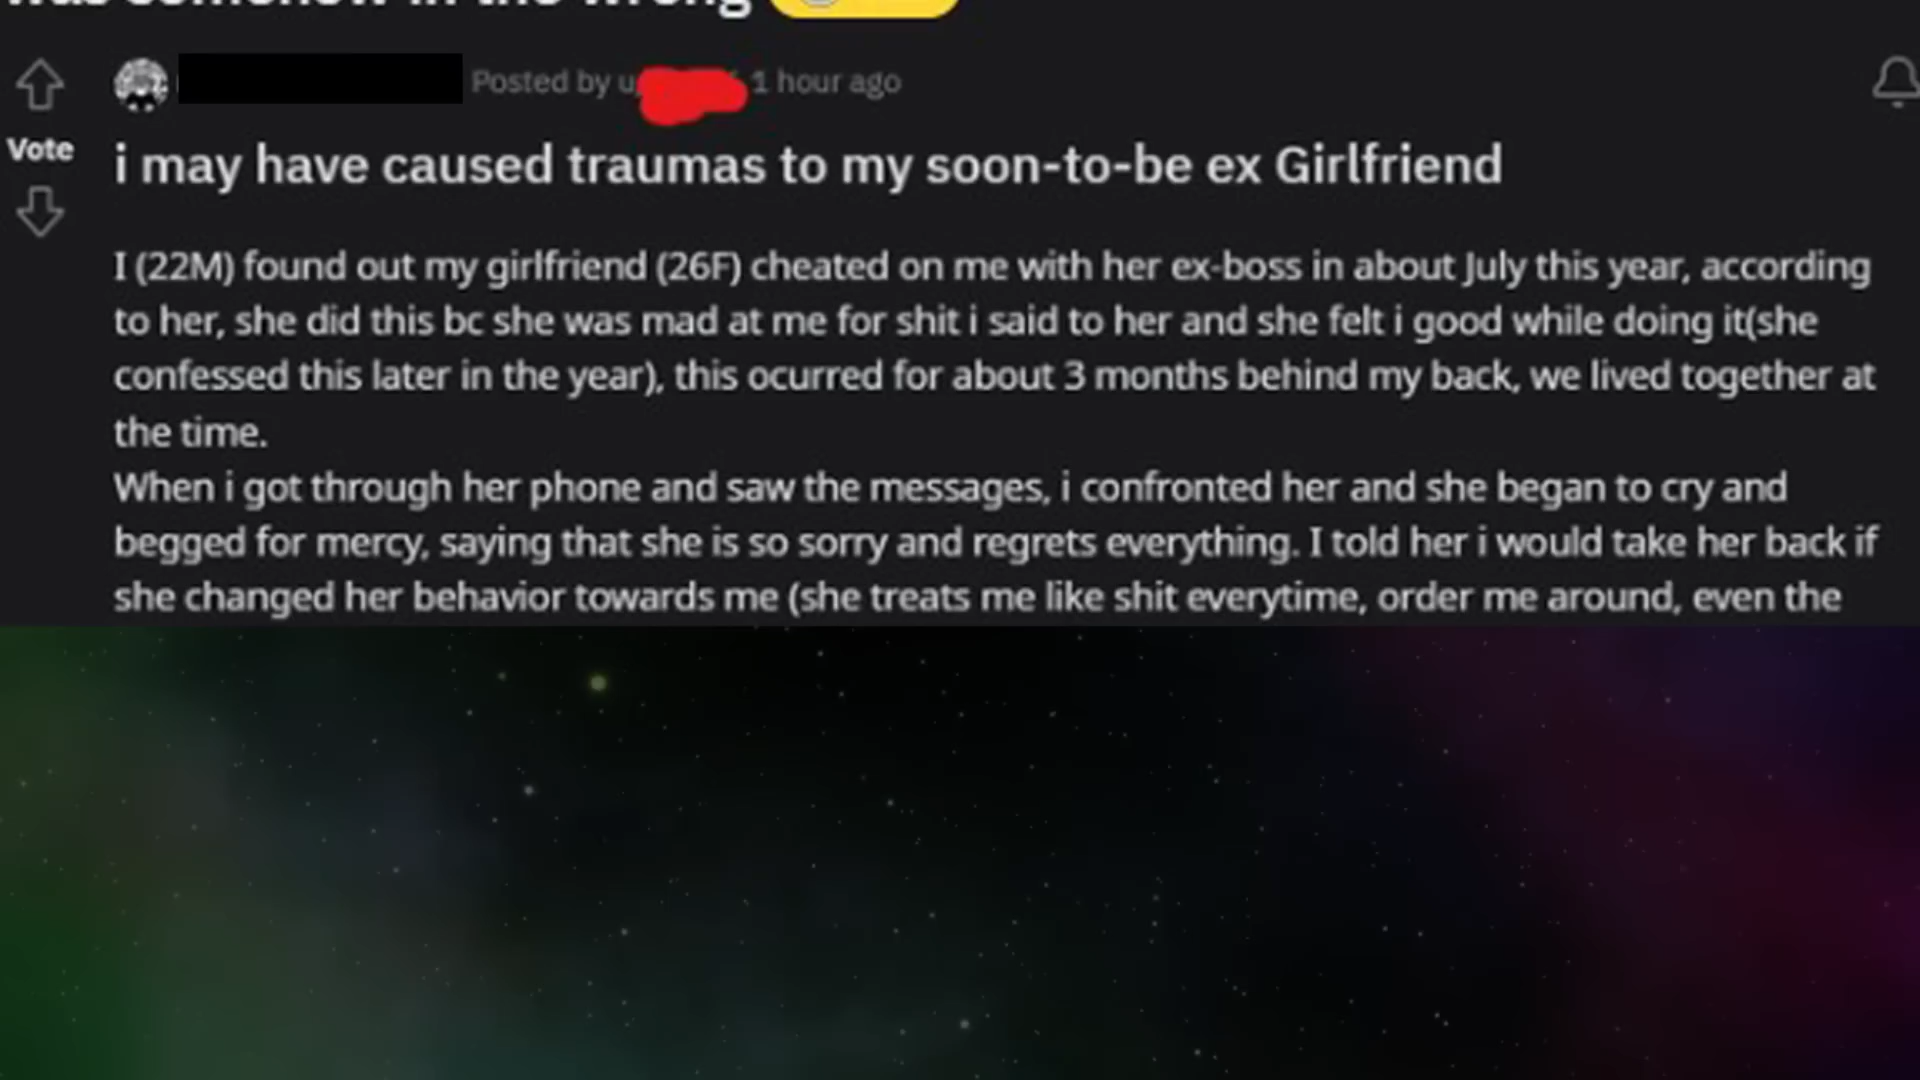 was somehow in the wrong
Posted by u/ 1 hour ago
Vote
i may have caused traumas to my soon-to-be ex Girlfriend
I (22M) found out my girlfriend (26F) cheated on me with her ex-boss in about July this year, according
to her, she did this bc she was mad at me for shit i said to her and she felt i good while doing it(she
confessed this later in the year), this ocurred for about 3 months behind my back, we lived together at
the time.
When i got through her phone and saw the messages, i confronted her and she began to cry and
begged for mercy, saying that she is so sorry and regrets everything. I told her i would take her back if
she changed her behavior towards me (she treats me like shit everytime, order me around, even the